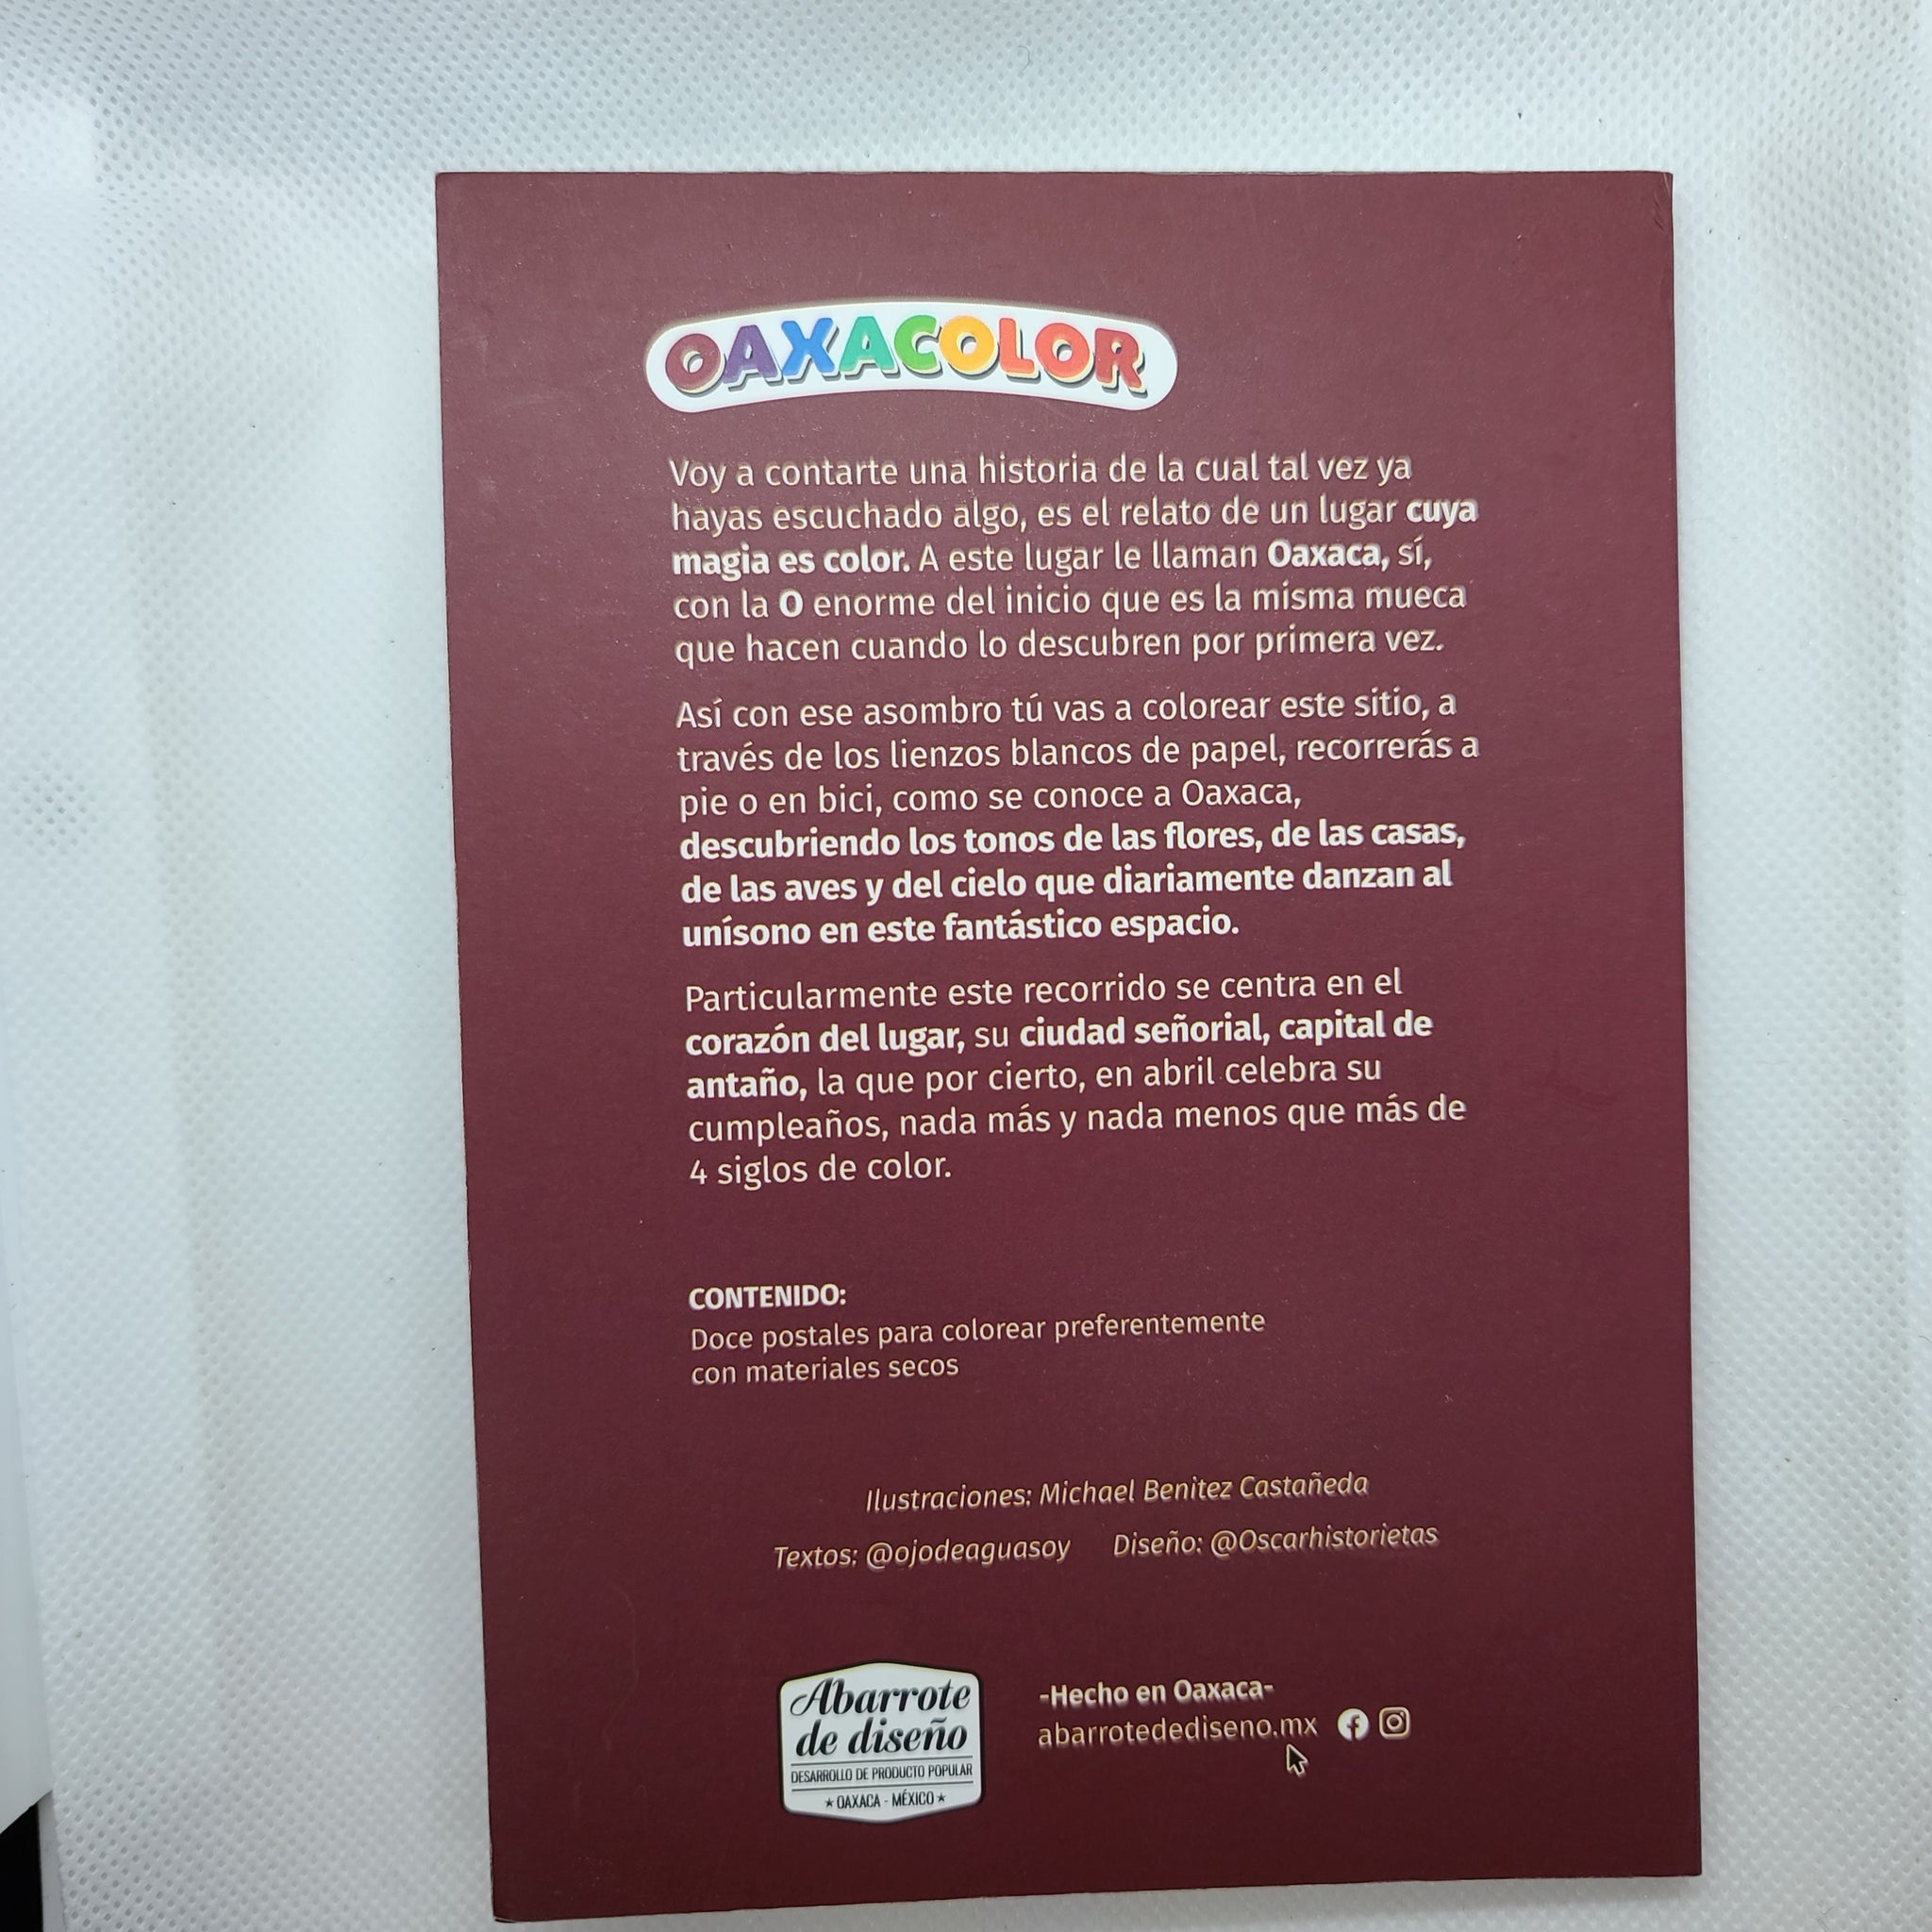 OAXACOLOR
Voy a contarte una historia de la cual tal vez ya
hayas escuchado algo, es el relato de un lugar cuya
magia es color. A este lugar le llaman Oaxaca, sí,
con la O enorme del inicio que es la misma mueca
que hacen cuando lo descubren por primera vez.
Así con ese asombro tú vas a colorear este sitio, a
través de los lienzos blancos de papel, recorrerás a
pie o en bici, como se conoce a Oaxaca,
descubriendo los tonos de las flores, de las casas,
de las aves y del cielo que diariamente danzan al
unísono en este fantástico espacio.
Particularmente este recorrido se centra en el
corazón del lugar, su ciudad señorial, capital de
antaño, la que por cierto, en abril celebra su
cumpleaños, nada más y nada menos que más de
4 siglos de color.
CONTENIDO:
Doce postales para colorear preferentemente
con materiales secos
Ilustraciones: Michael Benitez Castañeda
Textos: @ojodeaguasoy Diseño: @Oscarhistorietas
Abarrote
de diseño
DESARROLLO DE PRODUCTO POPULAR
★ OAXACA - MÉXICO ★
-Hecho en Oaxaca-
abarrotedediseno.mx